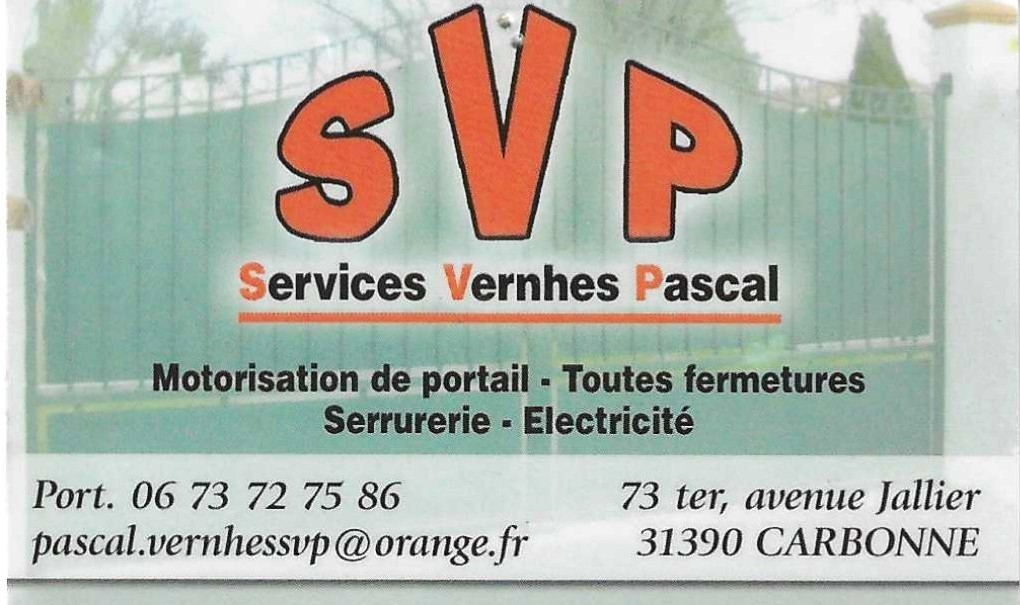 SVP
Services Vernhes Pascal
Motorisation de portail - Toutes fermetures
Serrurerie - Electricité
Port. 06 73 72 75 86
pascal.vernhessvp@orange.fr
73 ter, avenue Jallier
31390 CARBONNE